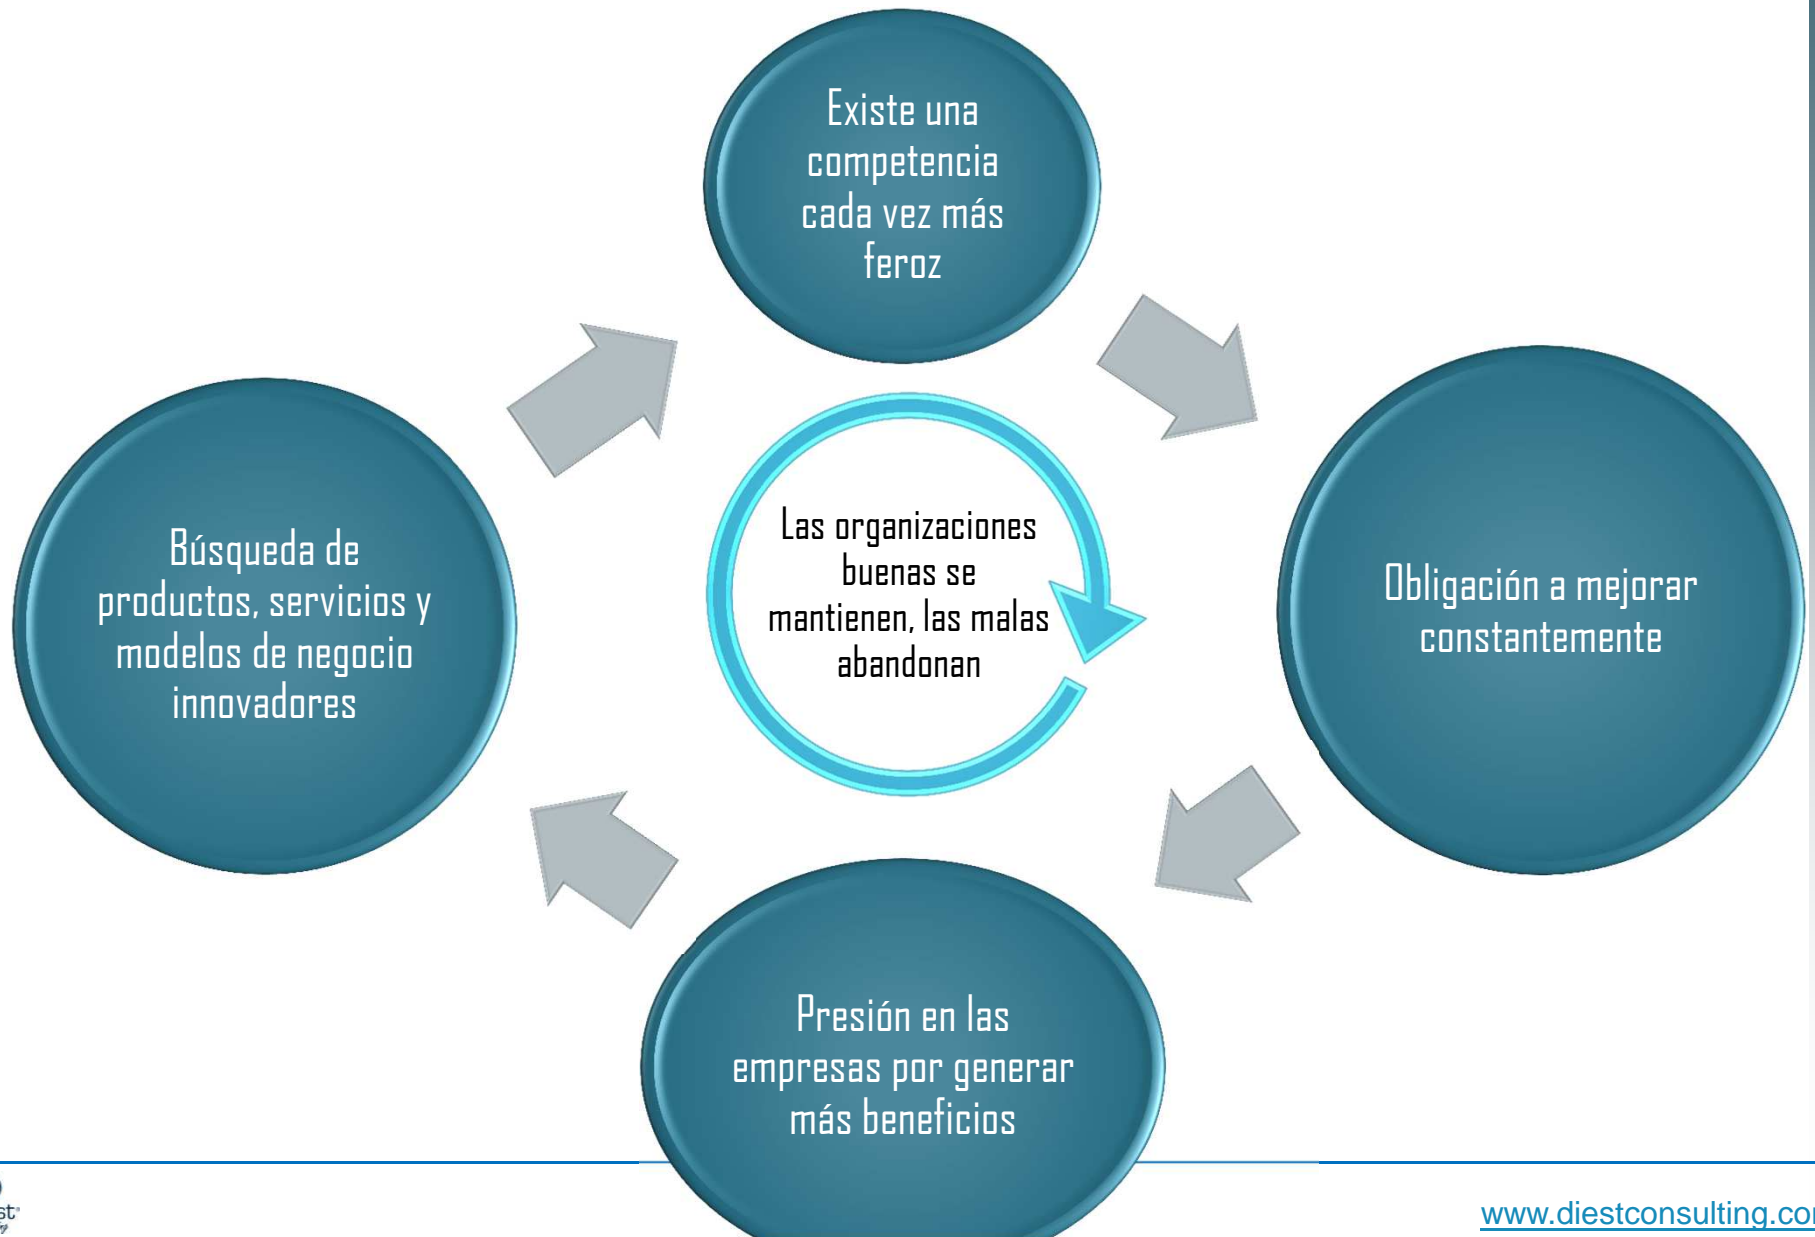 Existe una
competencia
cada vez más
feroz
Obligación a mejorar
constantemente
Presión en las
empresas por generar
más beneficios
Búsqueda de
productos, servicios y
modelos de negocio
innovadores
Las organizaciones
buenas se
mantienen, las malas
abandonan
www.diestconsulting.co